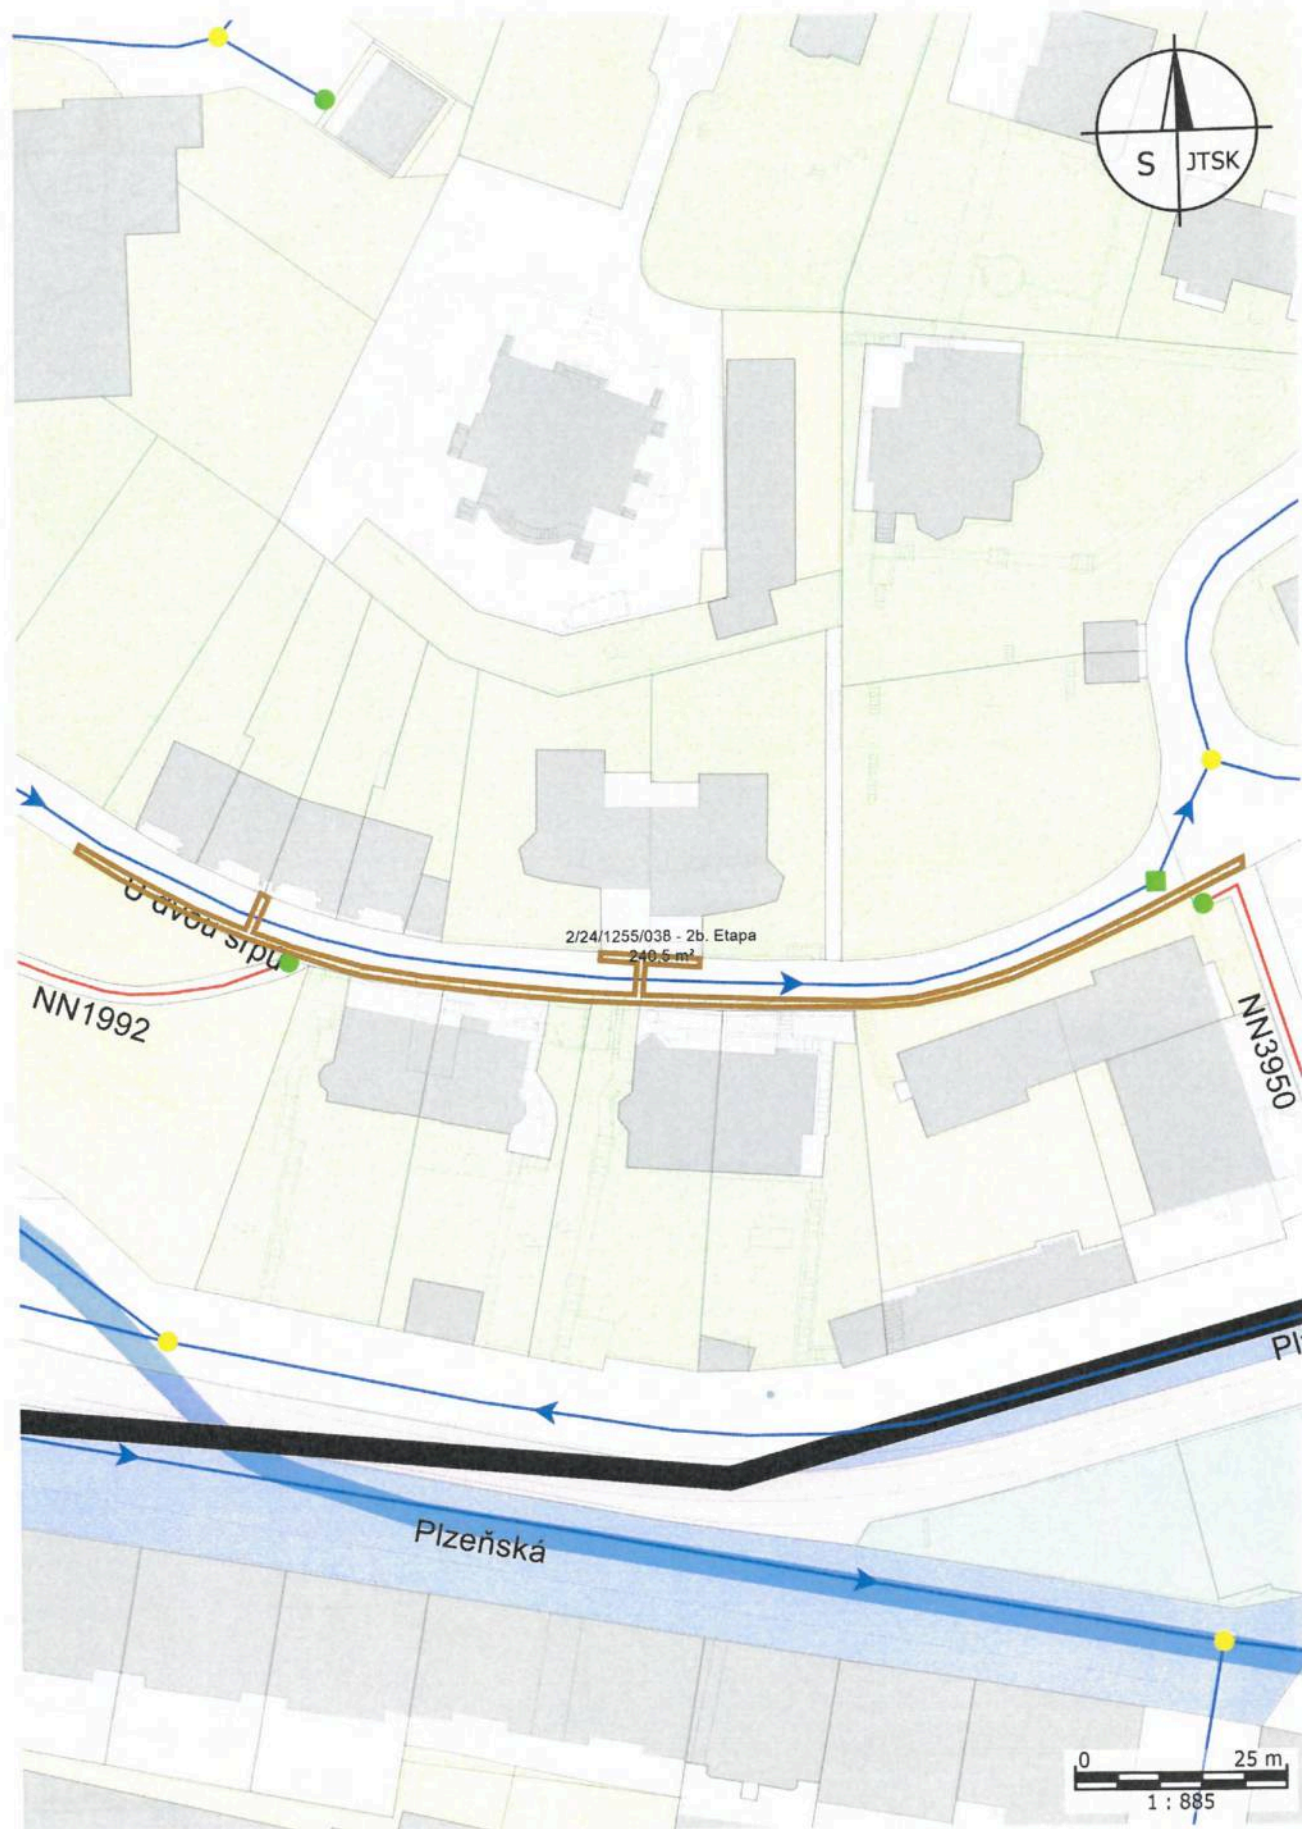 S JTSK
U dvou srpů
2/24/1255/038 - 2b. Etapa
240.5 m²
NN1992
NN3950
Pl
Plzeňská
0 25 m
1 : 885